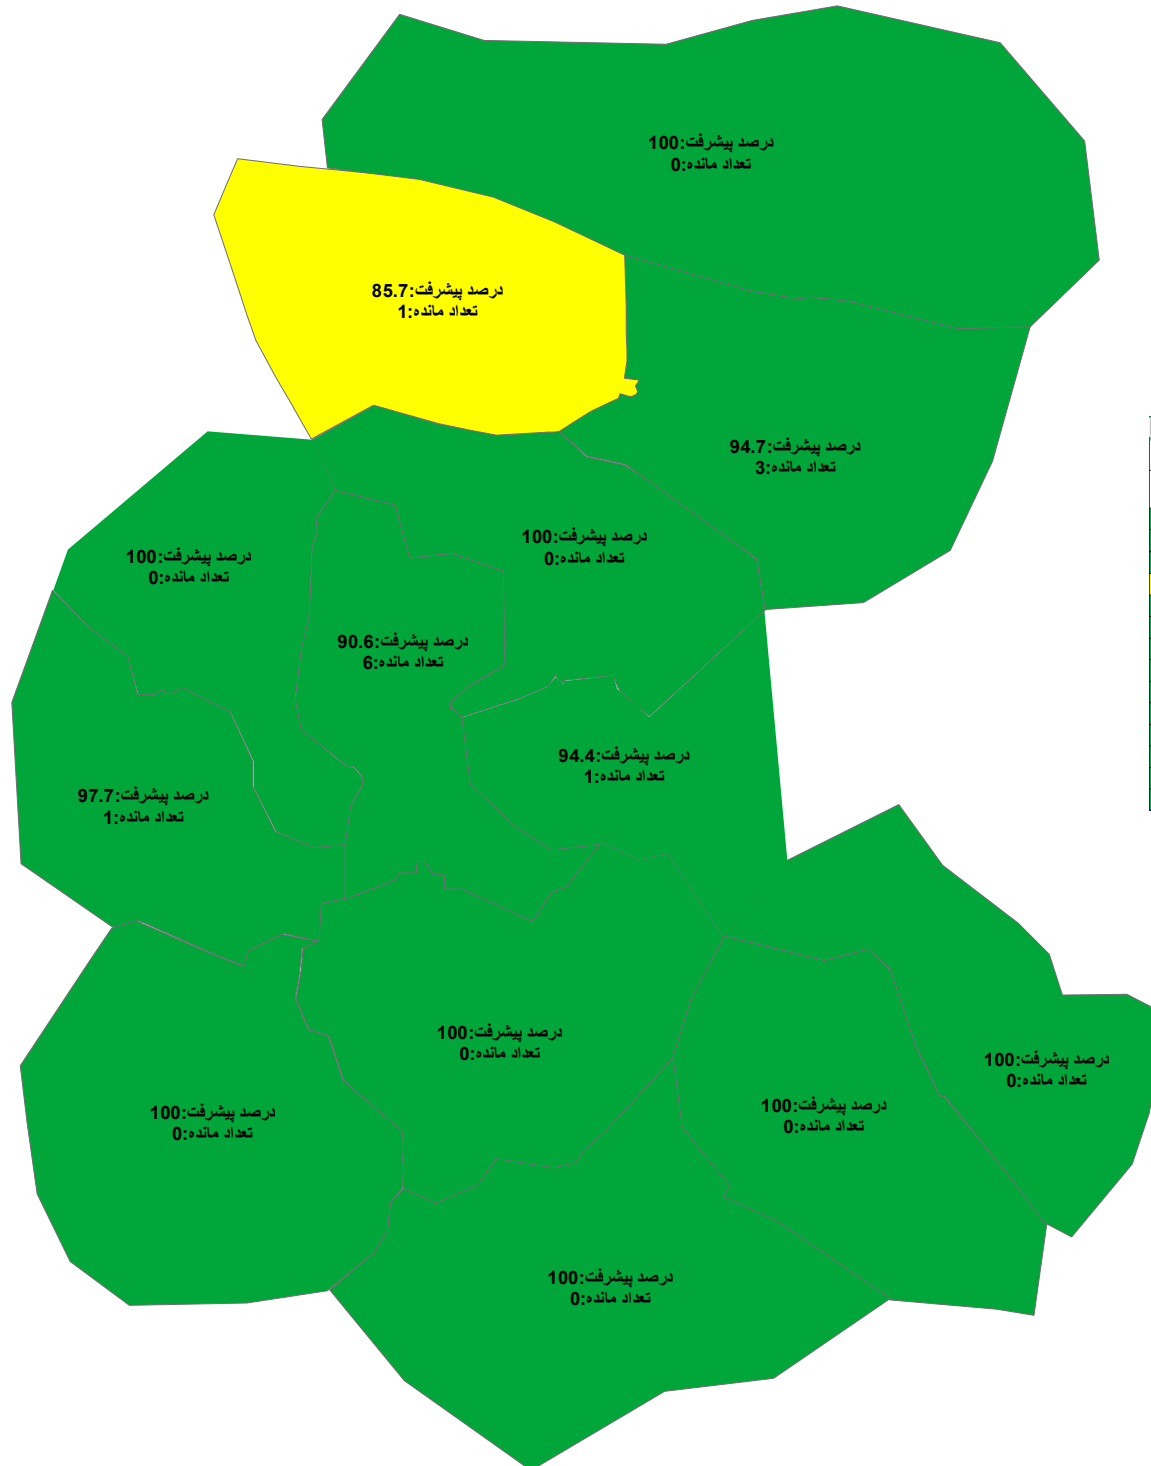 درصد پیشرفت:100
تعداد مانده:0
درصد پیشرفت:85.7
تعداد مانده:1
درصد پیشرفت:94.7
تعداد مانده:3
درصد پیشرفت:100
تعداد مانده:0
درصد پیشرفت:100
تعداد مانده:0
درصد پیشرفت:90.6
تعداد مانده:6
درصد پیشرفت:94.4
تعداد مانده:1
درصد پیشرفت:97.7
تعداد مانده:1
درصد پیشرفت:100
تعداد مانده:0
درصد پیشرفت:100
تعداد مانده:0
درصد پیشرفت:100
تعداد مانده:0
درصد پیشرفت:100
تعداد مانده:0
درصد پیشرفت:100
تعداد مانده:0